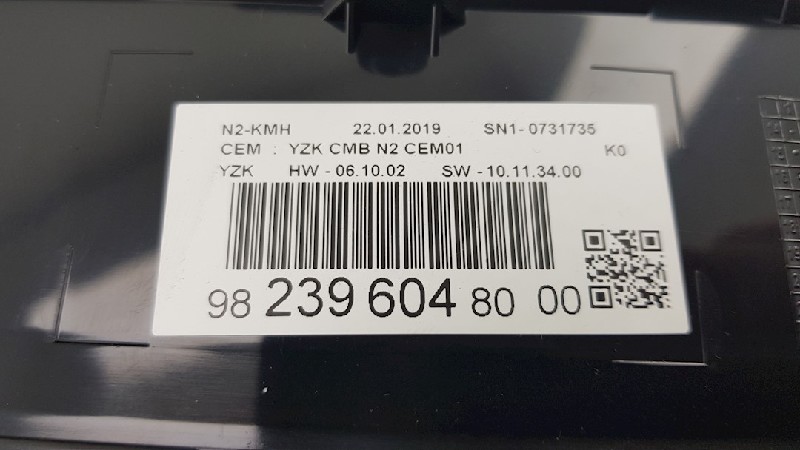 N2-KMH 22.01.2019 SN1- 0731735
CEM : YZK CMB N2 CEM01 K0
YZK HW - 06.10.02 SW - 10.11.34.00
98 239 604 80 00